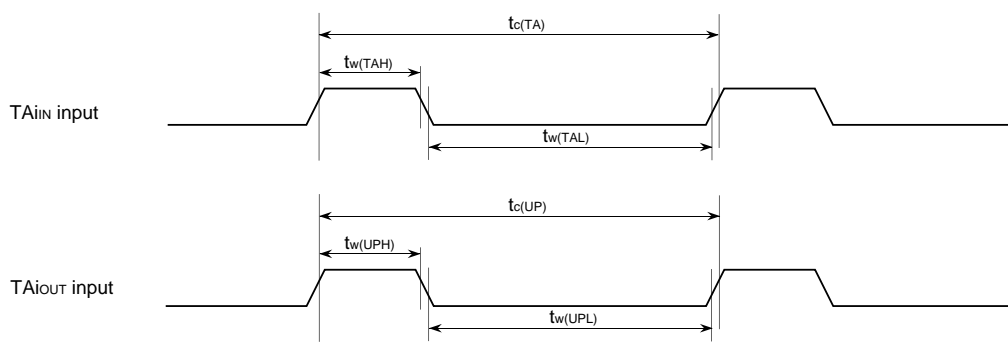 tc(TA)
tw(TAH)
TAiIN input
tw(TAL)
tc(UP)
tw(UPH)
TAiOUT input
tw(UPL)